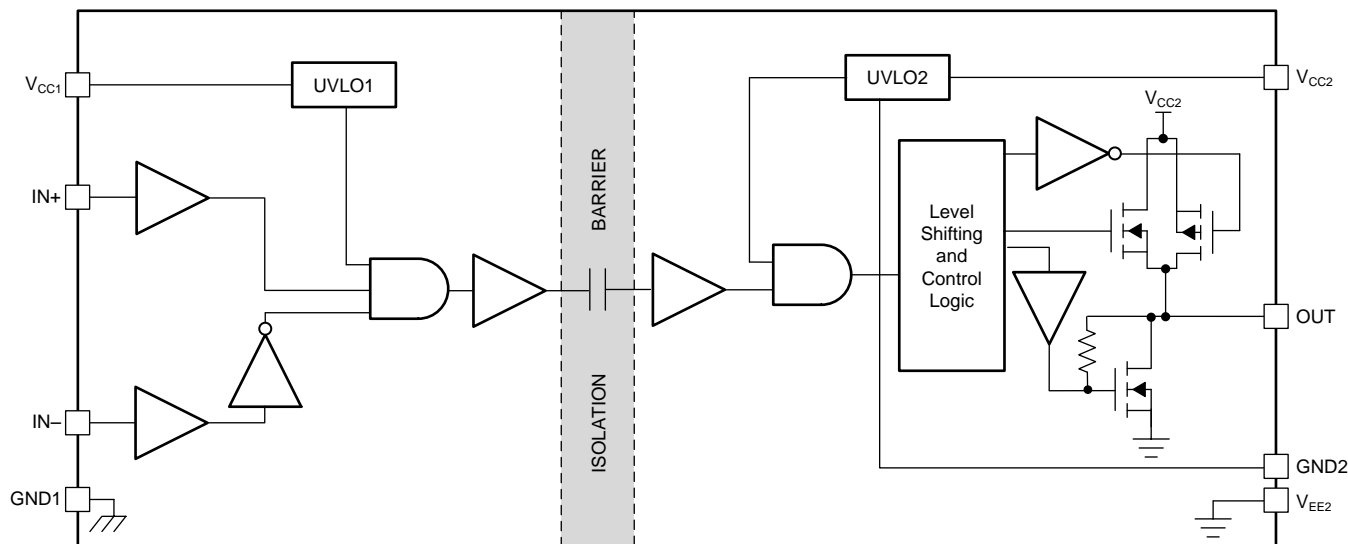 VCC1
UVLO1
UVLO2
VCC2
VCC2
IN+
BARRIER
Level
Shifting
and
Control
Logic
OUT
IN–
ISOLATION
GND2
GND1
VEE2